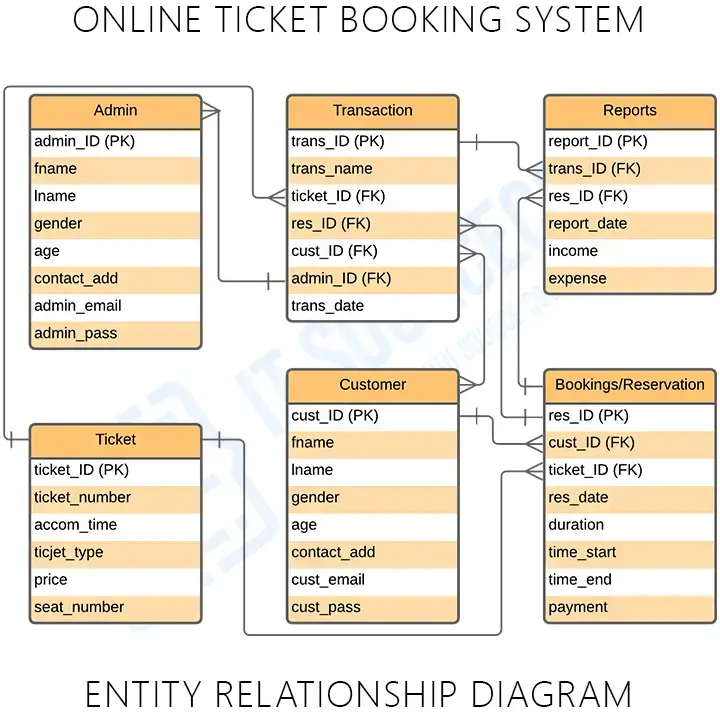 ONLINE TICKET BOOKING SYSTEM
Admin
admin_ID (PK)
fname
lname
gender
age
contact_add
admin_email
admin_pass
Transaction
trans_ID (PK)
trans_name
ticket_ID (FK)
res_ID (FK)
cust_ID (FK)
admin_ID (FK)
trans_date
Reports
report_ID (PK)
trans_ID (FK)
res_ID (FK)
report_date
income
expense
Ticket
ticket_ID (PK)
ticket_number
accom_time
ticjet_type
price
seat_number
Customer
cust_ID (PK)
fname
lname
gender
age
contact_add
cust_email
cust_pass
Bookings/Reservation
res_ID (PK)
cust_ID (FK)
ticket_ID (FK)
res_date
duration
time_start
time_end
payment
ENTITY RELATIONSHIP DIAGRAM